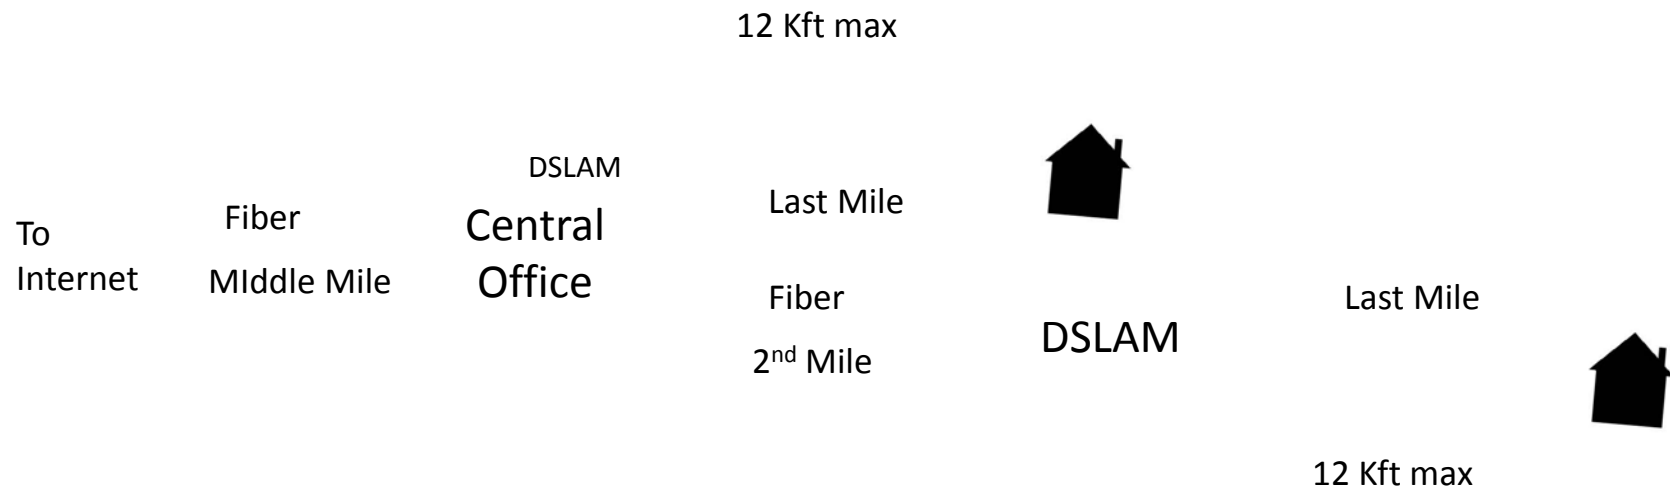 12 Kft max
DSLAM
To
Internet
Fiber
MIddle Mile
Central
Office
Last Mile
Fiber
2nd Mile
DSLAM
Last Mile
12 Kft max